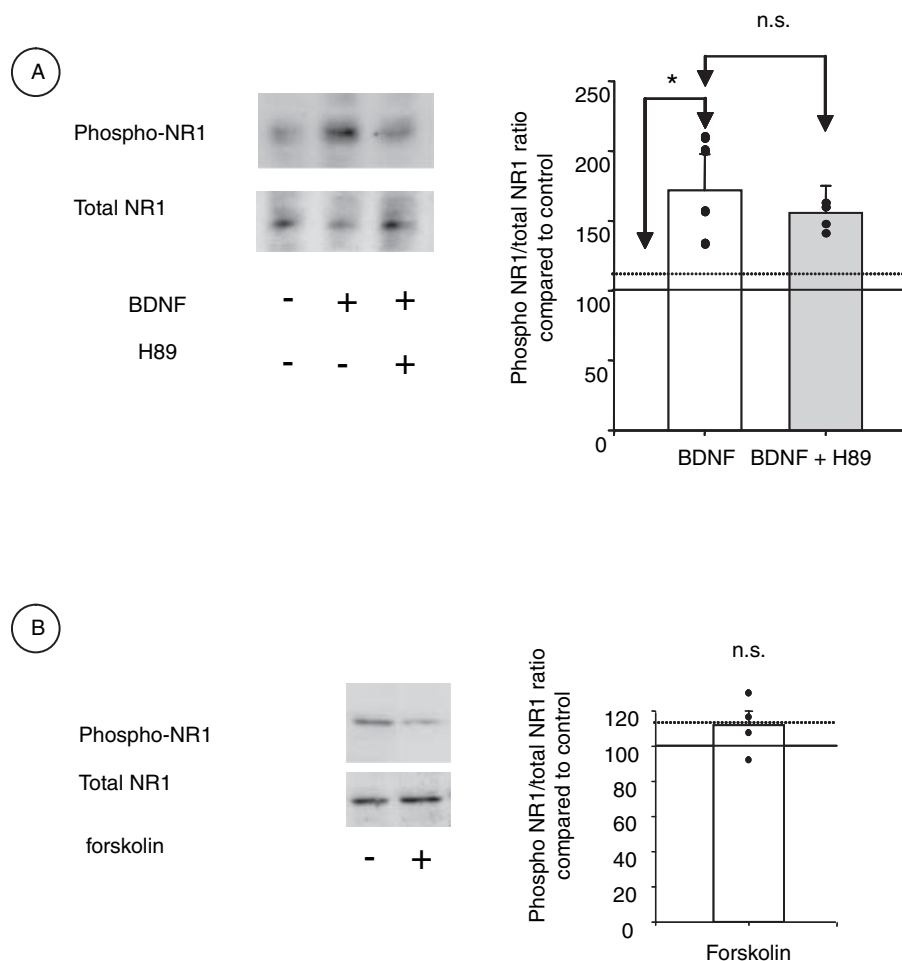 A
Phospho-NR1
Total NR1
BDNF - + +
H89 - - +
n.s.
*
Phospho NR1/total NR1 ratio
compared to control
250
200
150
100
50
0
BDNF BDNF + H89
B
Phospho-NR1
Total NR1
forskolin - +
n.s.
Phospho NR1/total NR1 ratio
compared to control
120
100
80
60
40
20
0
Forskolin